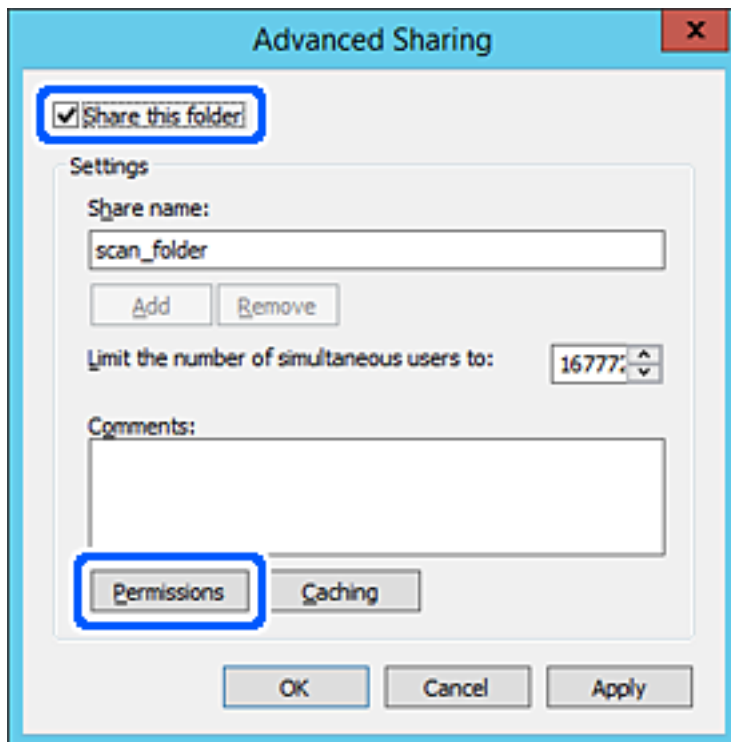 Advanced Sharing
x
Share this folder
Settings
Share name:
scan_folder
Add Remove
Limit the number of simultaneous users to: 16777
Comments:
Permissions Caching
OK Cancel Apply